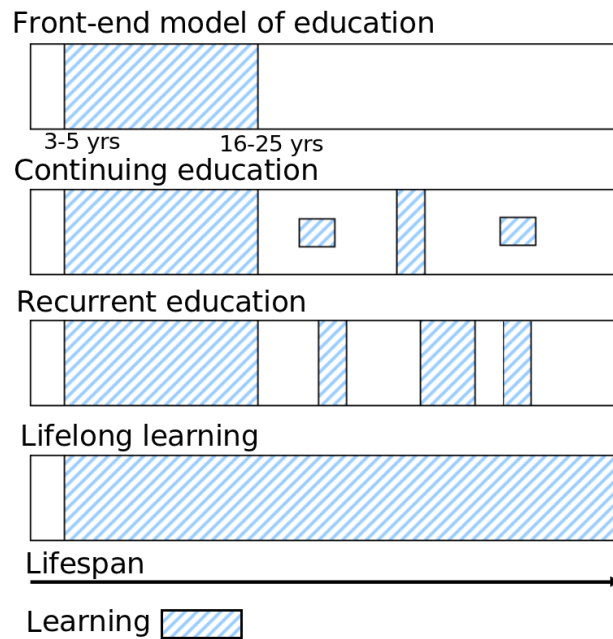 Front-end model of education
3-5 yrs
16-25 yrs
Continuing education
Recurrent education
Lifelong learning
Lifespan
Learning